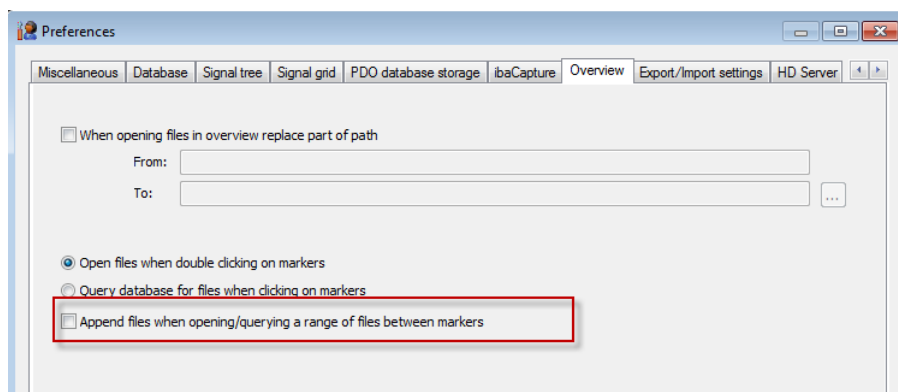 Preferences
Miscellaneous Database Signal tree Signal grid PDO database storage ibaCapture Overview Export/Import settings HD Server
When opening files in overview replace part of path
From:
To:
...
Open files when double clicking on markers
Query database for files when clicking on markers
Append files when opening/querying a range of files between markers